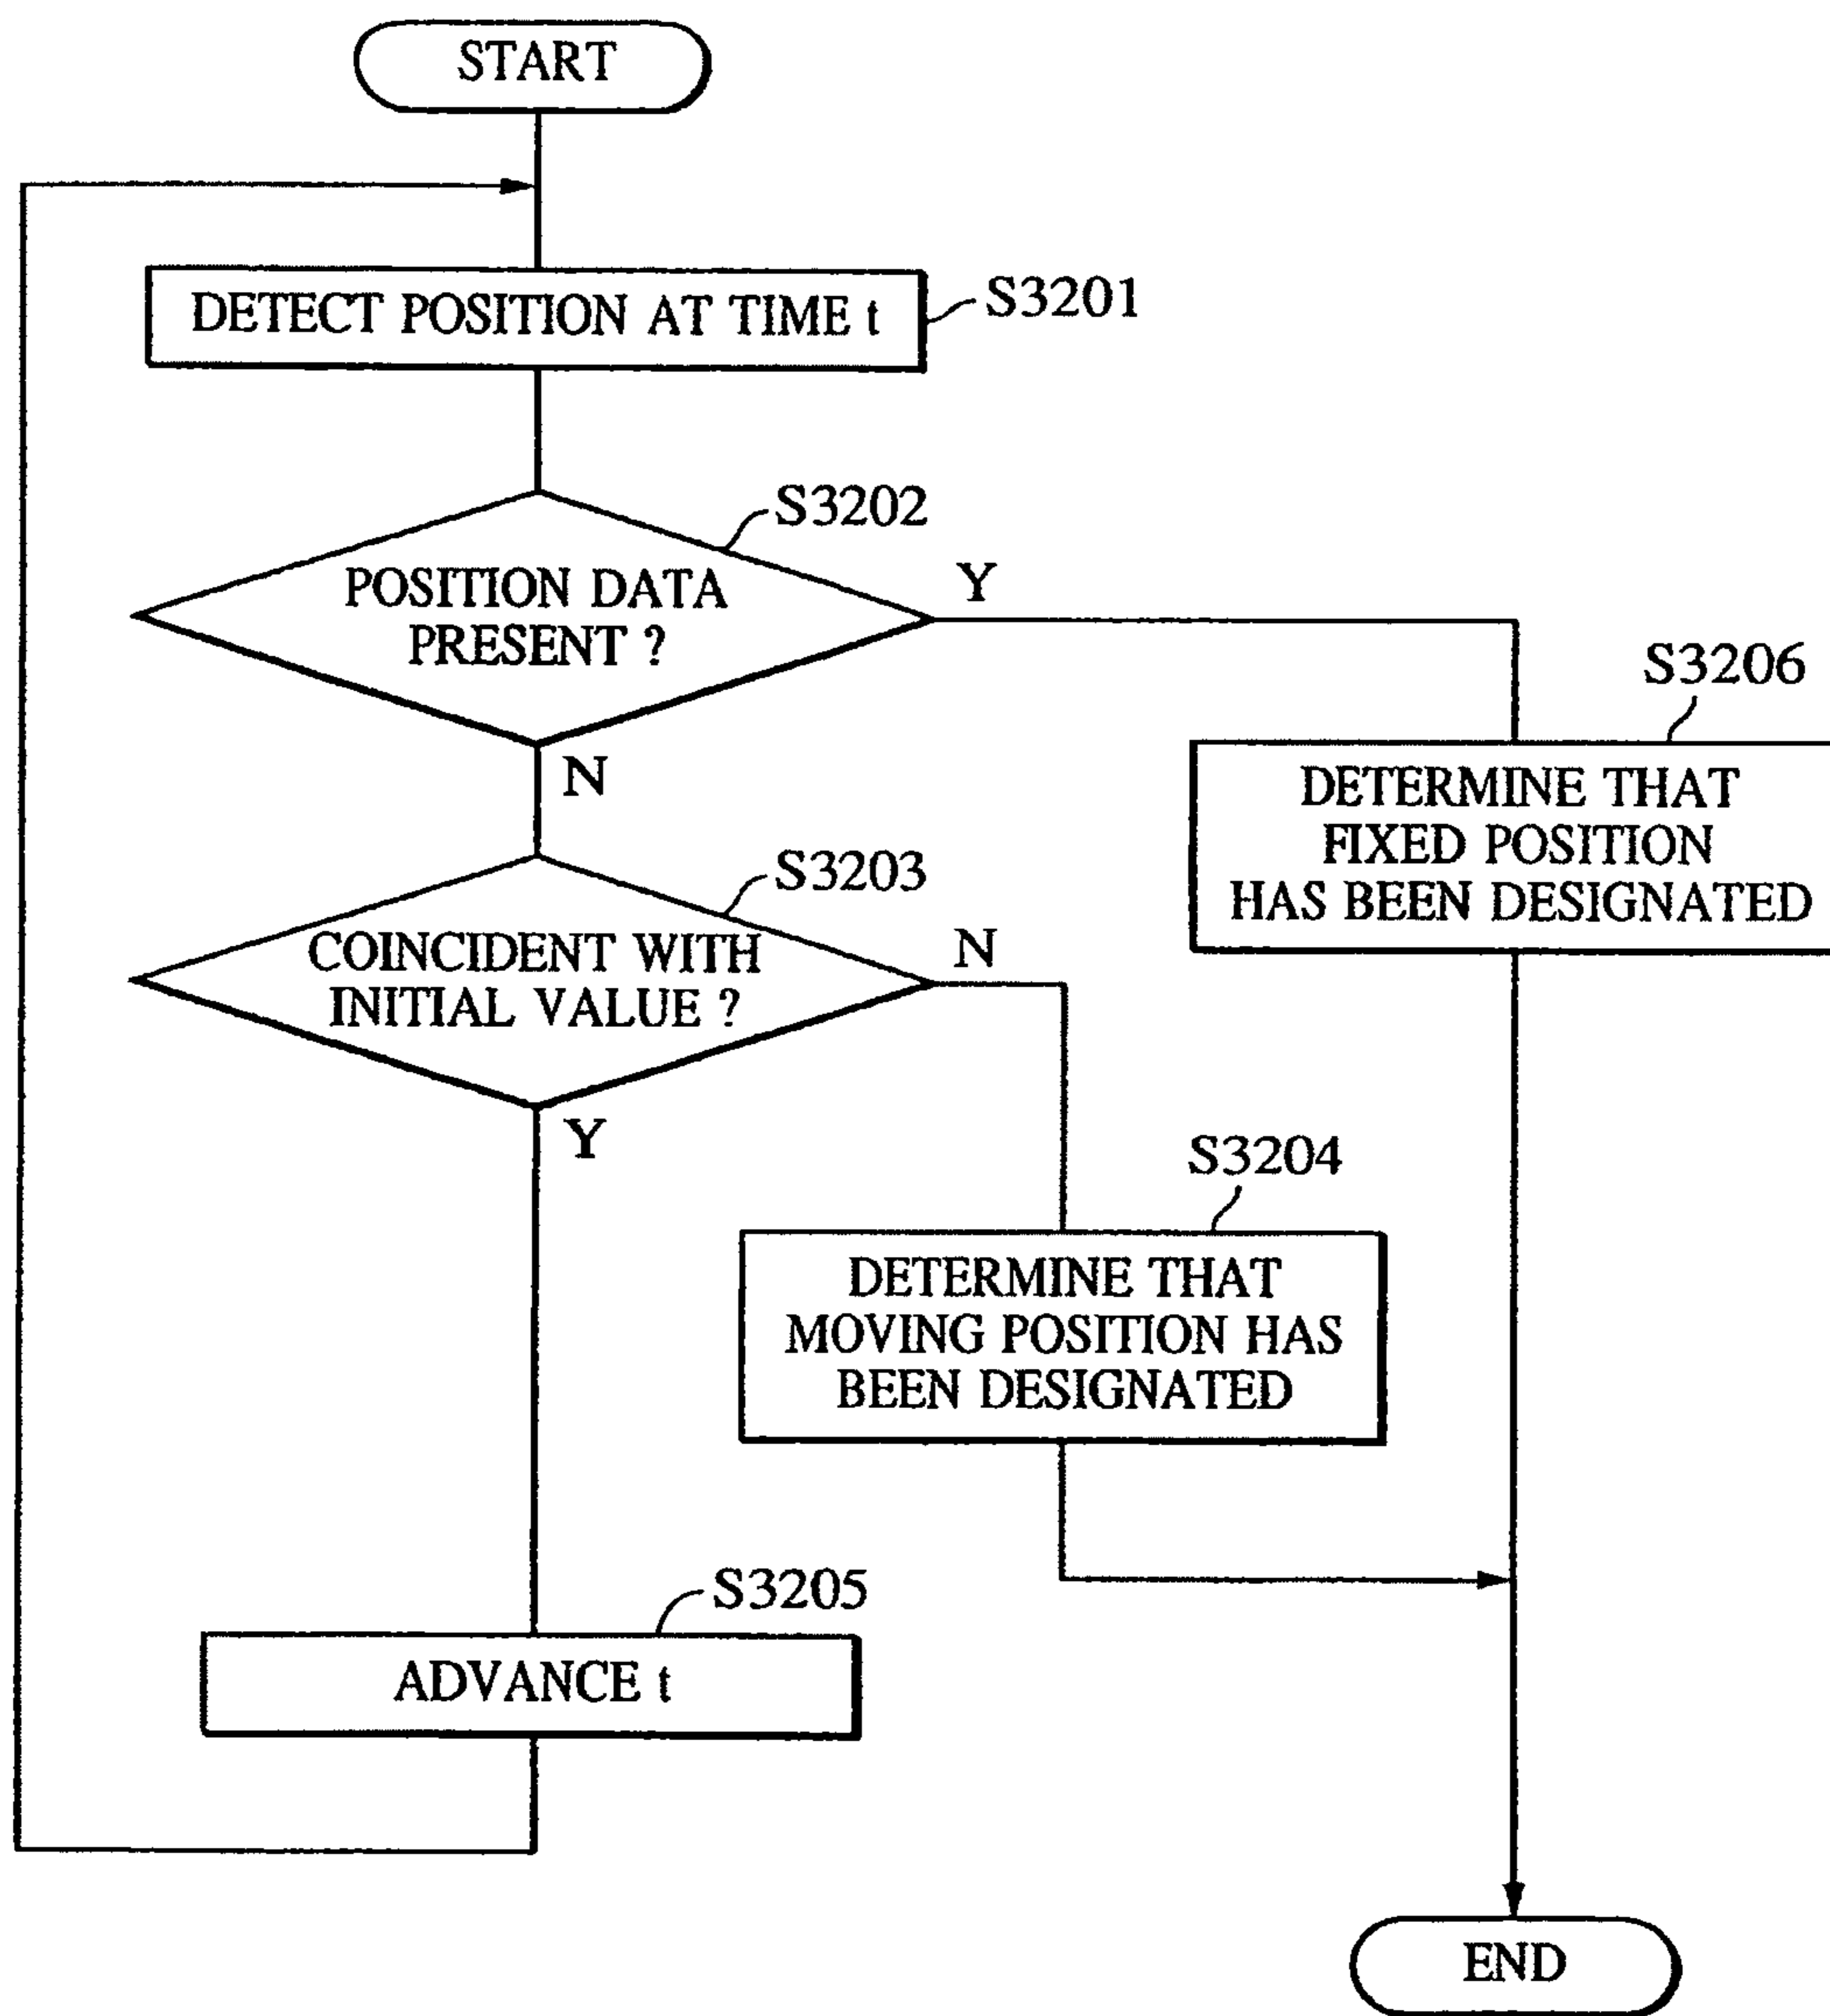 START
DETECT POSITION AT TIME t
S3201
S3202
POSITION DATA
PRESENT ?
Y
N
S3206
DETERMINE THAT
FIXED POSITION
HAS BEEN DESIGNATED
S3203
COINCIDENT WITH
INITIAL VALUE ?
N
Y
S3204
DETERMINE THAT
MOVING POSITION HAS
BEEN DESIGNATED
S3205
ADVANCE t
END